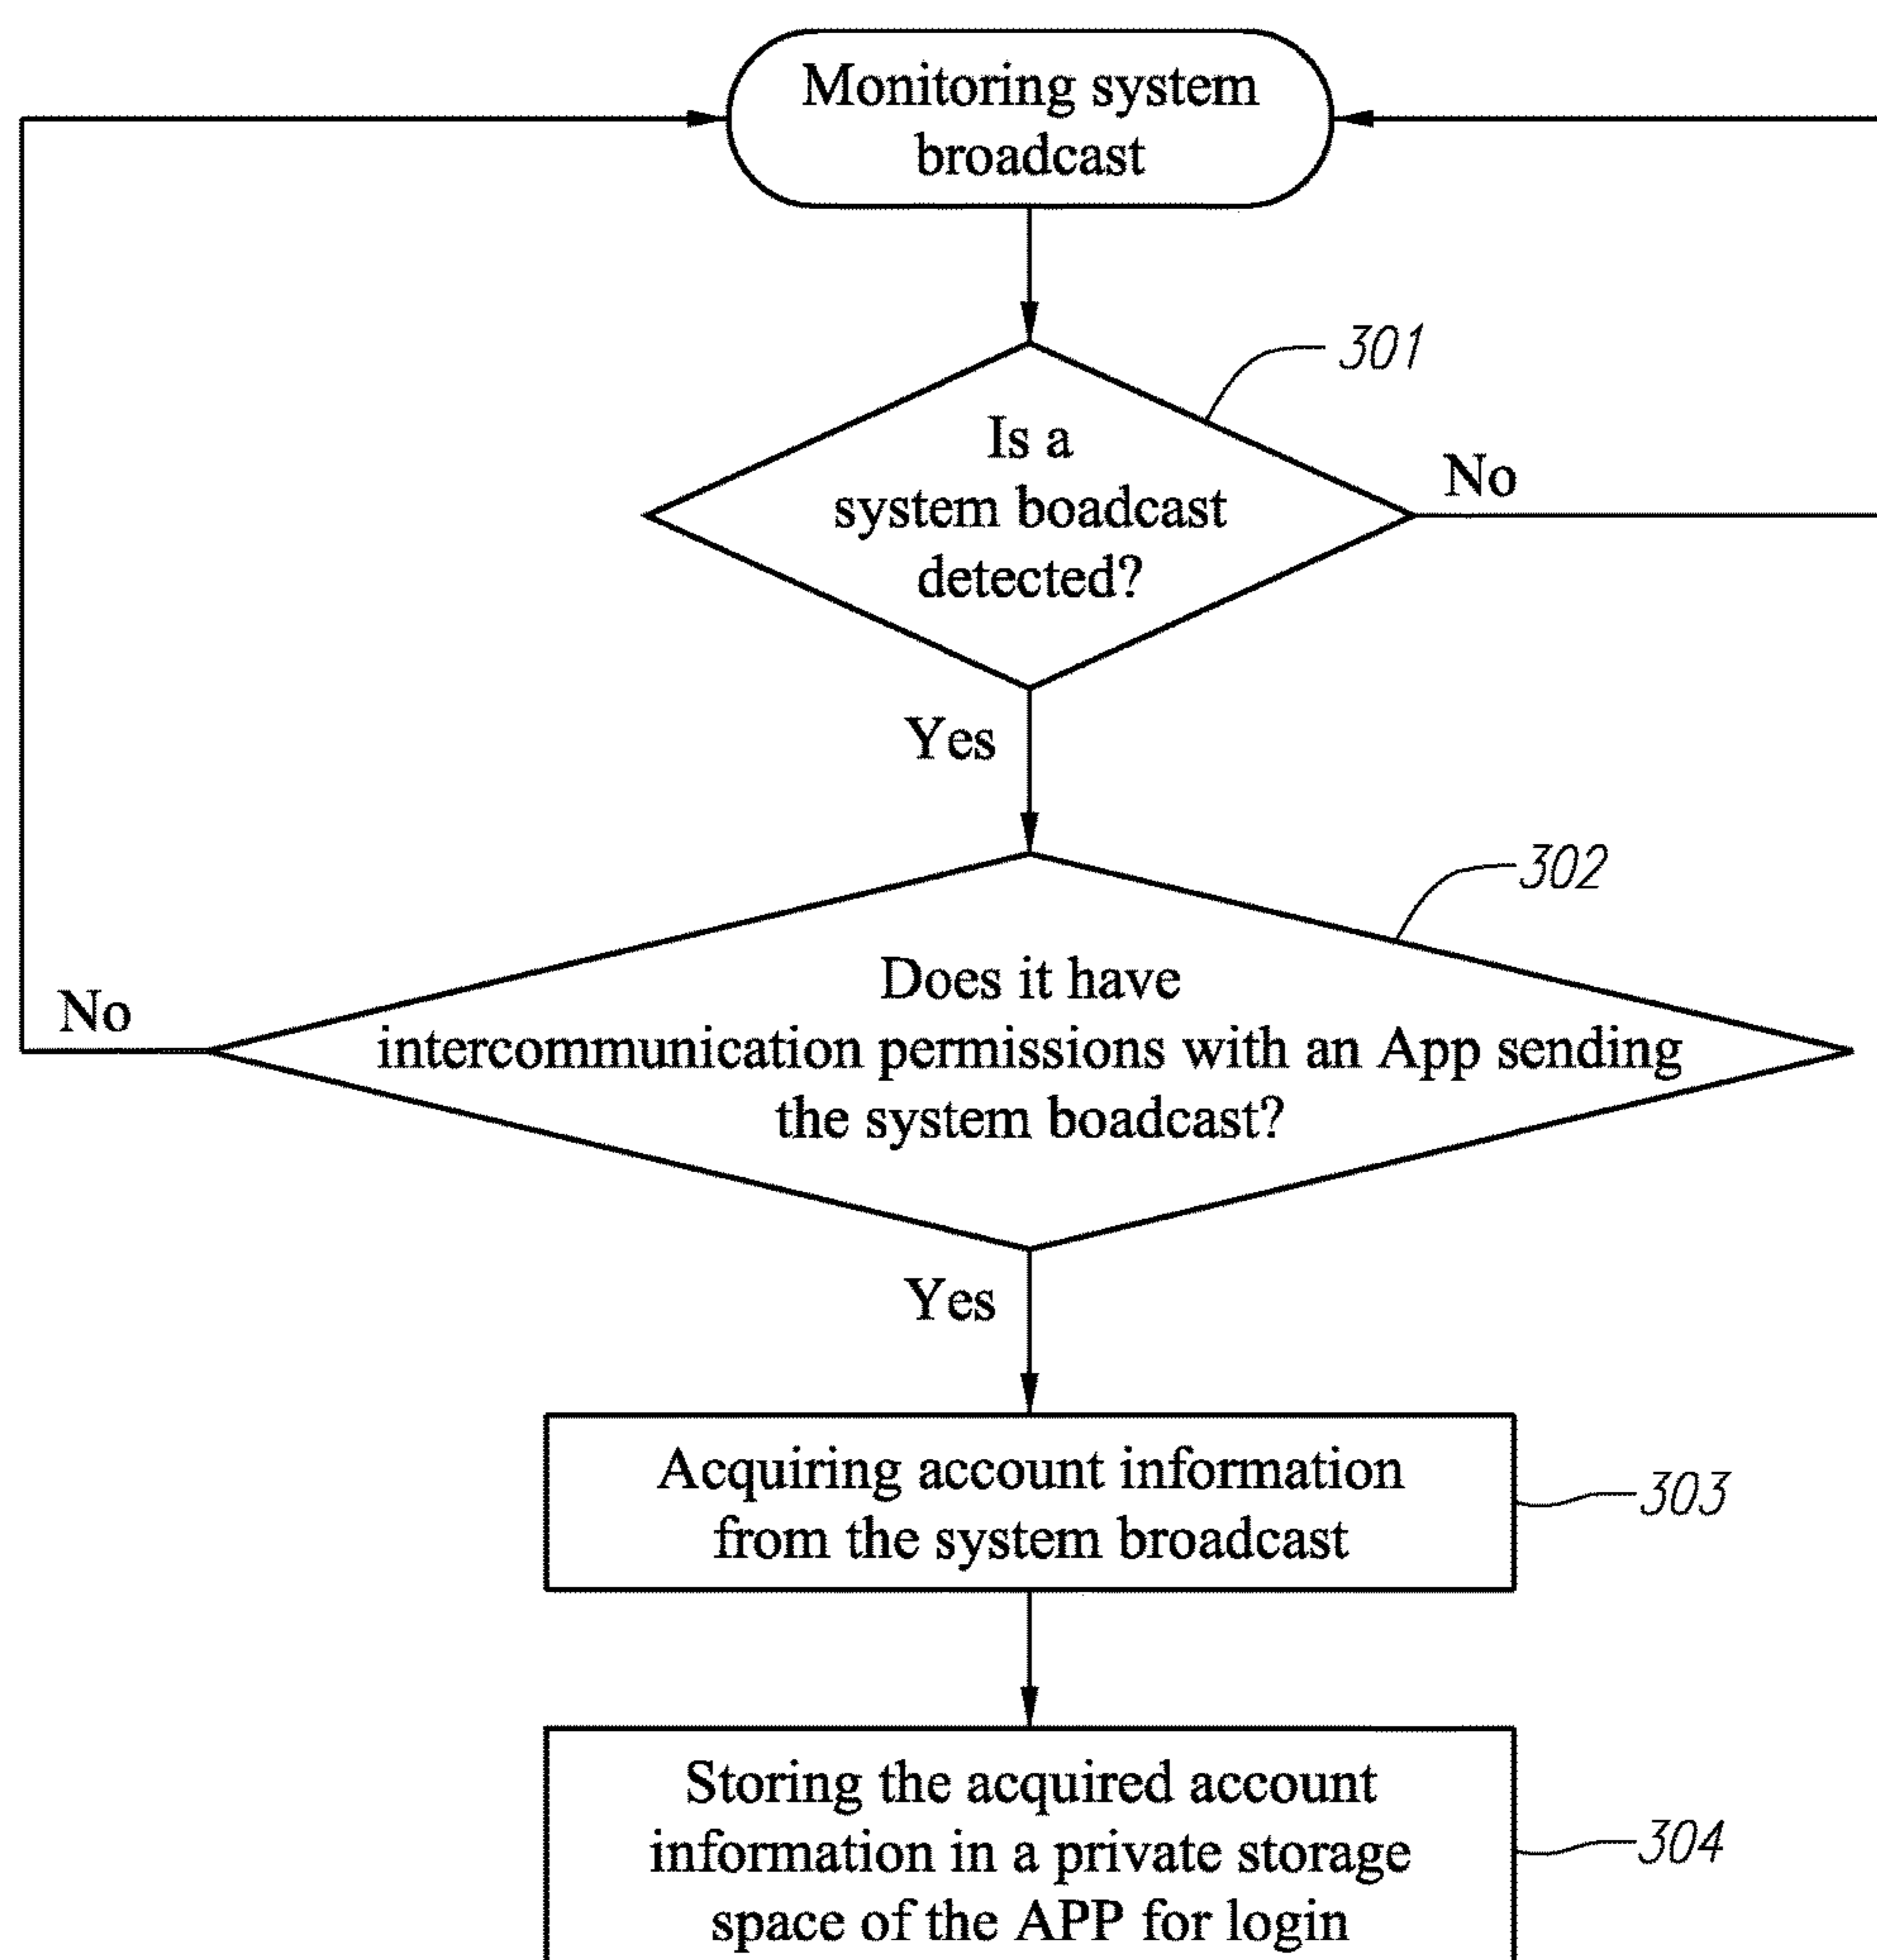 Monitoring system
broadcast
301
Is a
system boadcast
detected?
No
Yes
302
Does it have
intercommunication permissions with an App sending
the system boadcast?
No
Yes
Acquiring account information
from the system broadcast
303
Storing the acquired account
information in a private storage
space of the APP for login
304